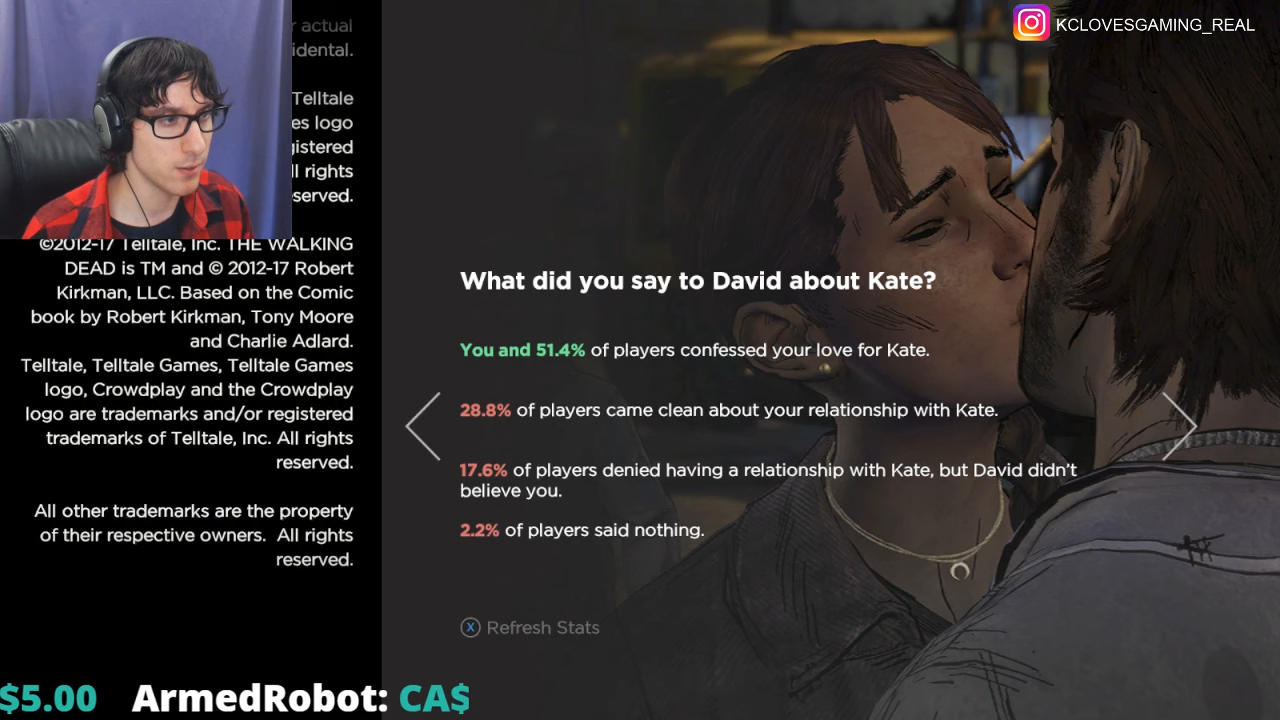 r actual
idental.
Telltale
es logo
gistered
ll rights
served.
©2012-17 Telltale, Inc. THE WALKING
DEAD is TM and © 2012-17 Robert
Kirkman, LLC. Based on the Comic
book by Robert Kirkman, Tony Moore
and Charlie Adlard.
Telltale, Telltale Games, Telltale Games
logo, Crowdplay and the Crowdplay
logo are trademarks and/or registered
trademarks of Telltale, Inc. All rights
reserved.
All other trademarks are the property
of their respective owners. All rights
reserved.
KCLOVESGAMING_REAL
What did you say to David about Kate?
You and 51.4% of players confessed your love for Kate.
28.8% of players came clean about your relationship with Kate.
17.6% of players denied having a relationship with Kate, but David didn't
believe you.
2.2% of players said nothing.
X Refresh Stats
$5.00 ArmedRobot: CA$